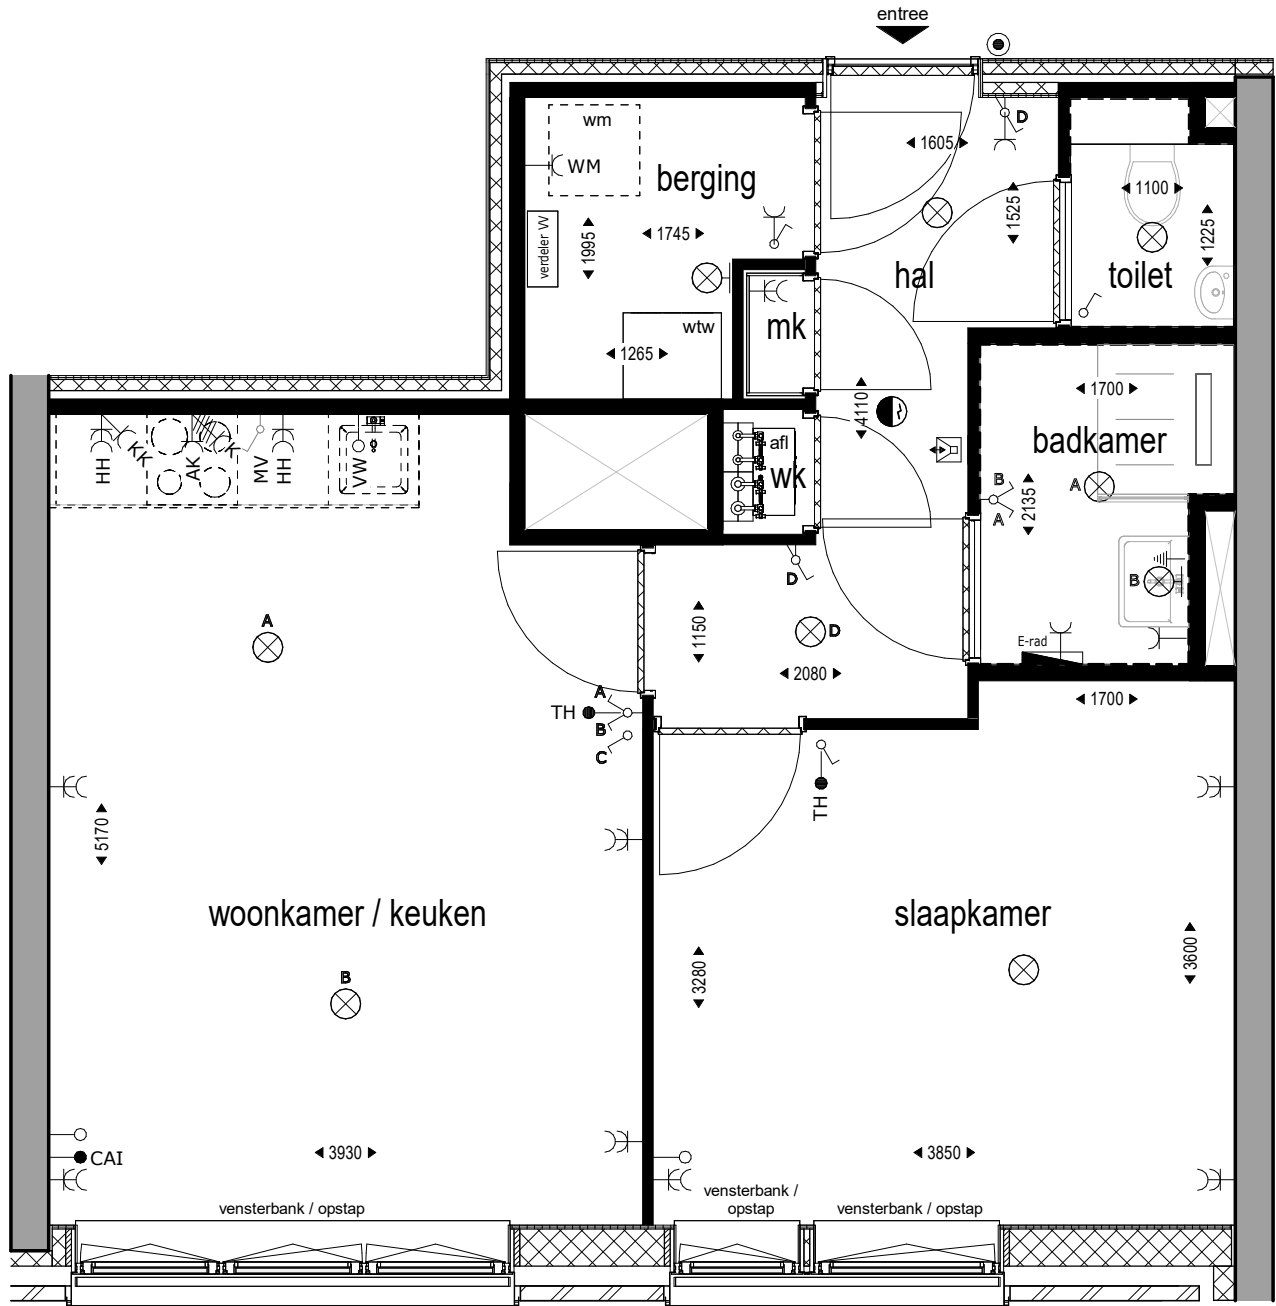 entree
wm
WM
berging
1605
D
1100
1525
1225
verdeler VV
1995
1745
hal
toilet
wtw
mk
1265
4110
1700
badkamer
afl
wk
HH
KK
AK
KK
MV
HH
VW
B
A
2135
A
B
D
A
1150
D
E-rad
2080
1700
A
TH
B
C
TH
5170
woonkamer / keuken
slaapkamer
3280
3600
B
CAI
3930
3850
vensterbank / opstap
vensterbank /
opstap
vensterbank / opstap